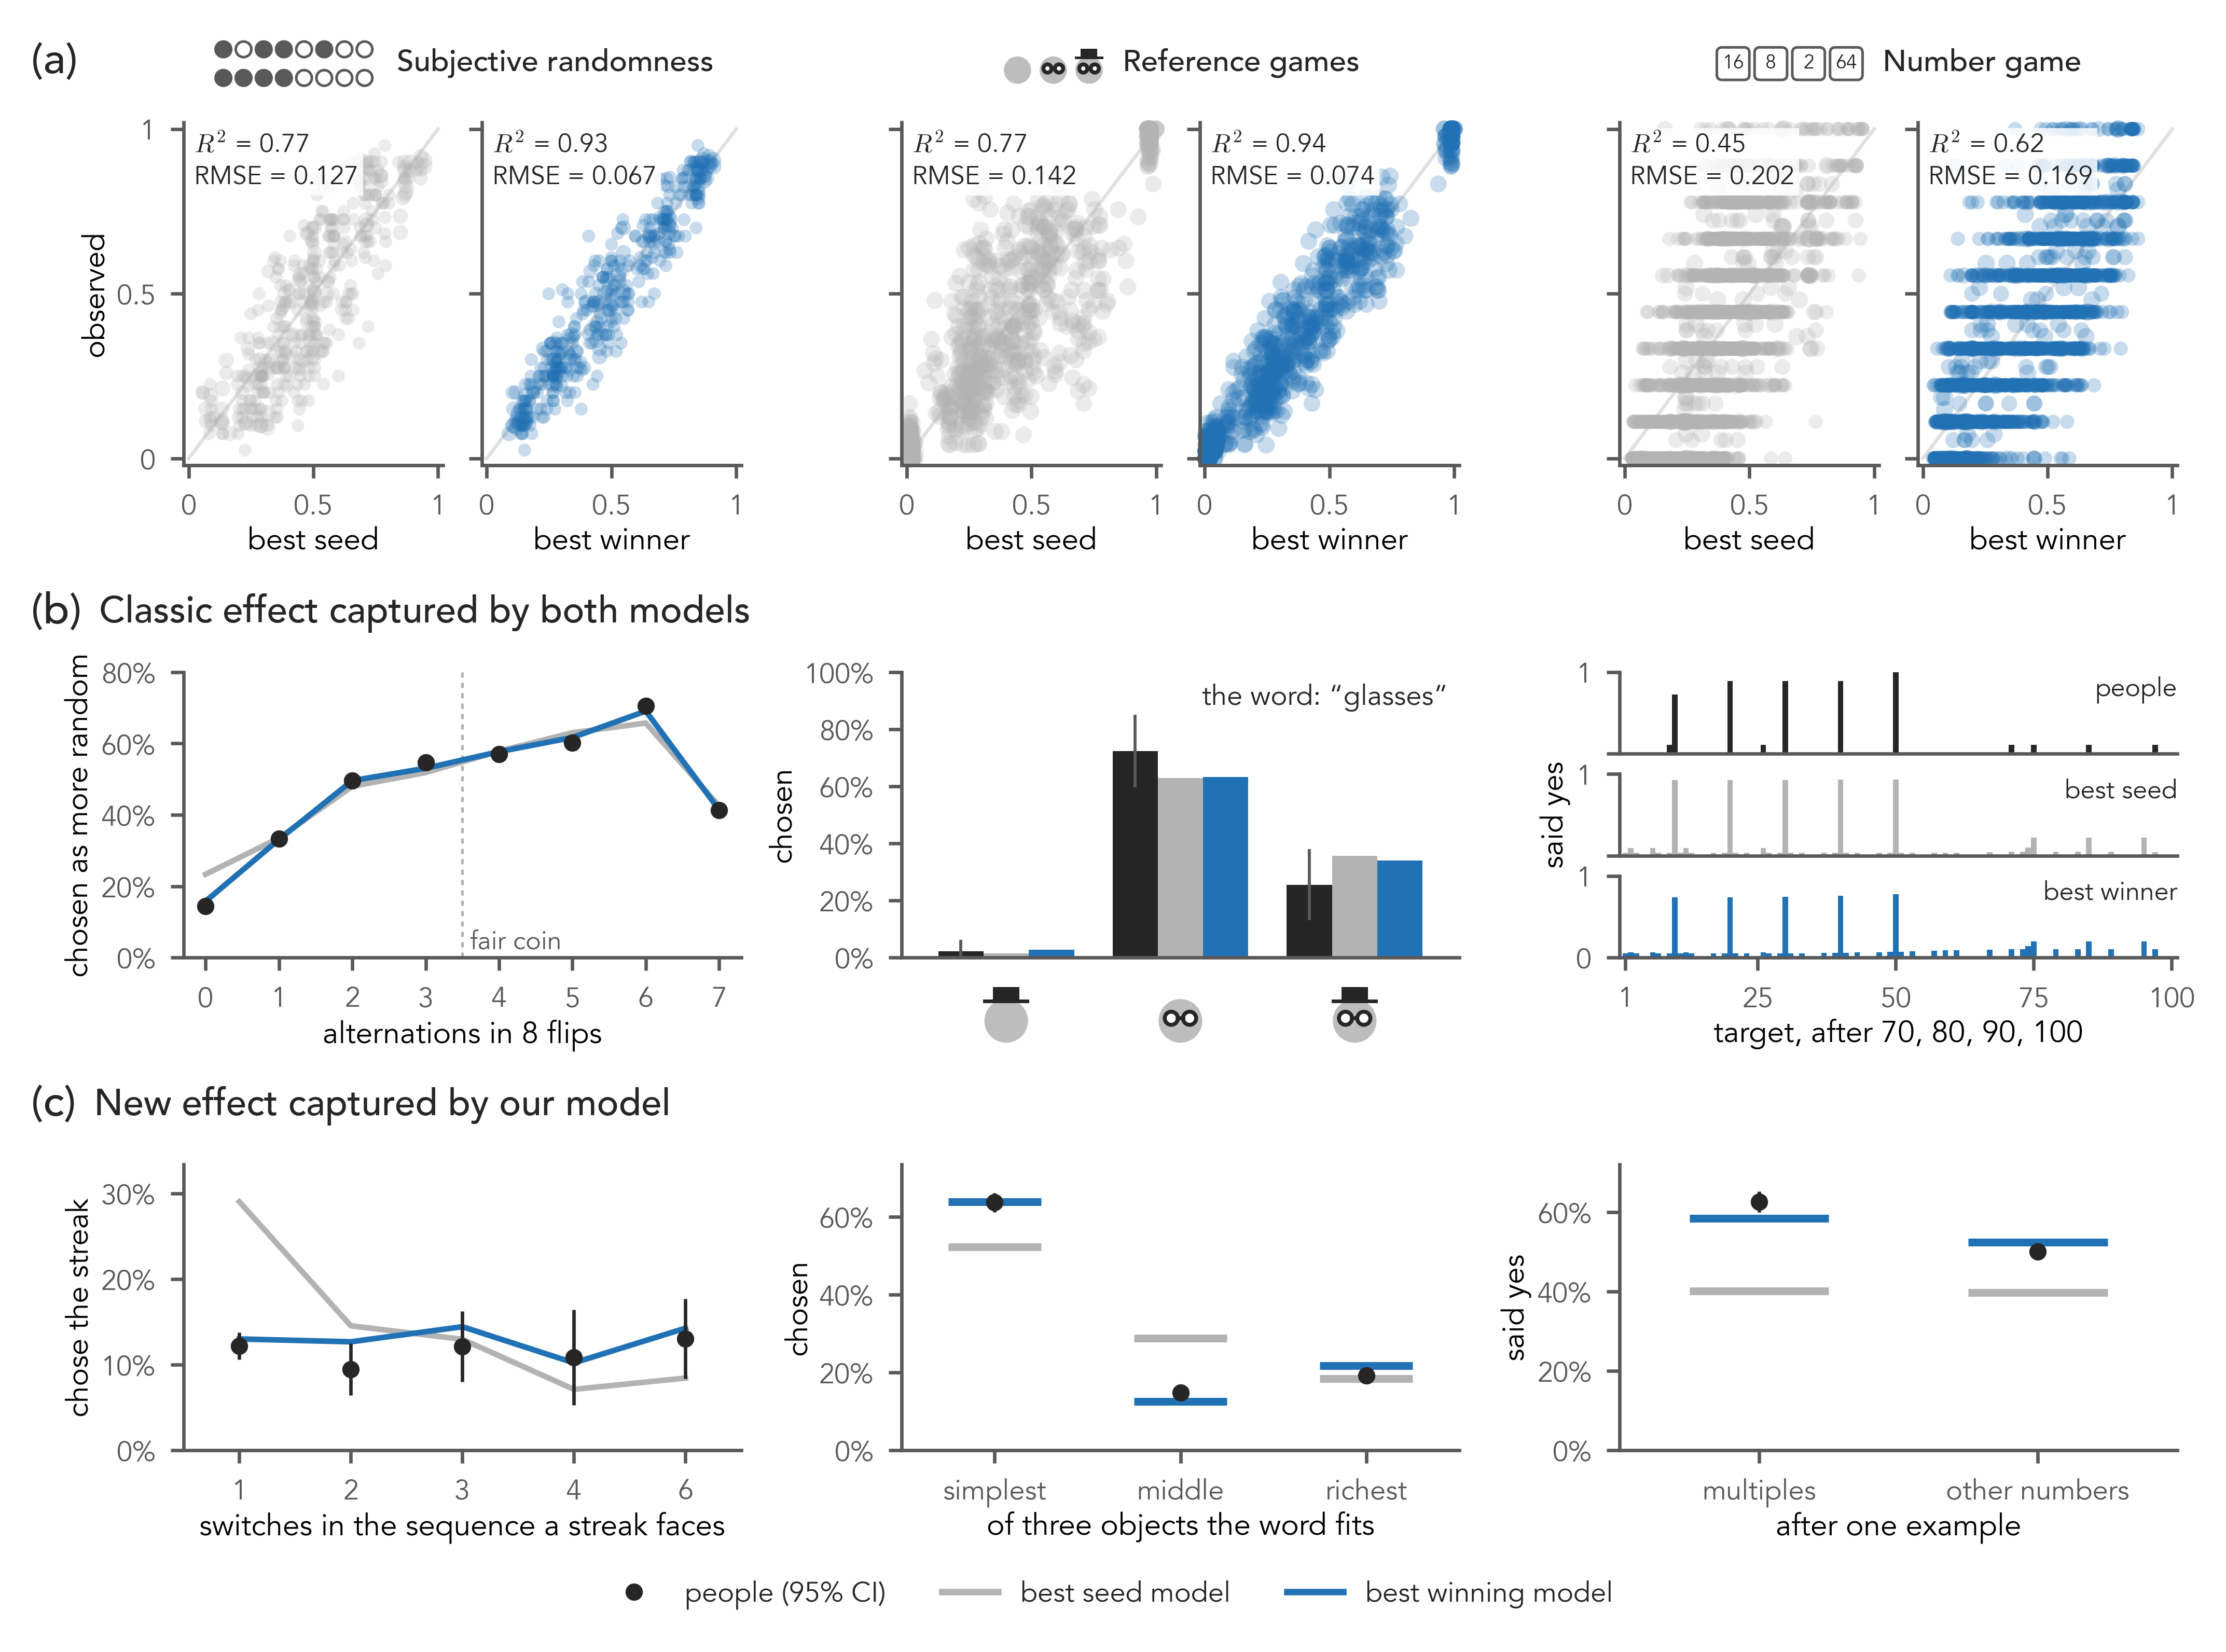 (a) Subjective randomness Reference games 16 8 2 64 Number game
R² = 0.77 R² = 0.93 R² = 0.77 R² = 0.94 R² = 0.45 R² = 0.62
RMSE = 0.127 RMSE = 0.067 RMSE = 0.142 RMSE = 0.074 RMSE = 0.202 RMSE = 0.169
observed
1
0.5
0
0 0.5 1 0 0.5 1 0 0.5 1 0 0.5 1 0 0.5 1 0 0.5 1
best seed best winner best seed best winner best seed best winner
(b) Classic effect captured by both models
chosen as more random
80%
60%
40%
20%
0%
fair coin
0 1 2 3 4 5 6 7
alternations in 8 flips
chosen
100%
80%
60%
40%
20%
0%
the word: “glasses”
said yes
1
people
1
best seed
1
best winner
0
1 25 50 75 100
target, after 70, 80, 90, 100
(c) New effect captured by our model
chose the streak
30%
20%
10%
0%
1 2 3 4 6
switches in the sequence a streak faces
chosen
60%
40%
20%
0%
simplest middle richest
of three objects the word fits
said yes
60%
40%
20%
0%
multiples other numbers
after one example
people (95% CI) best seed model best winning model